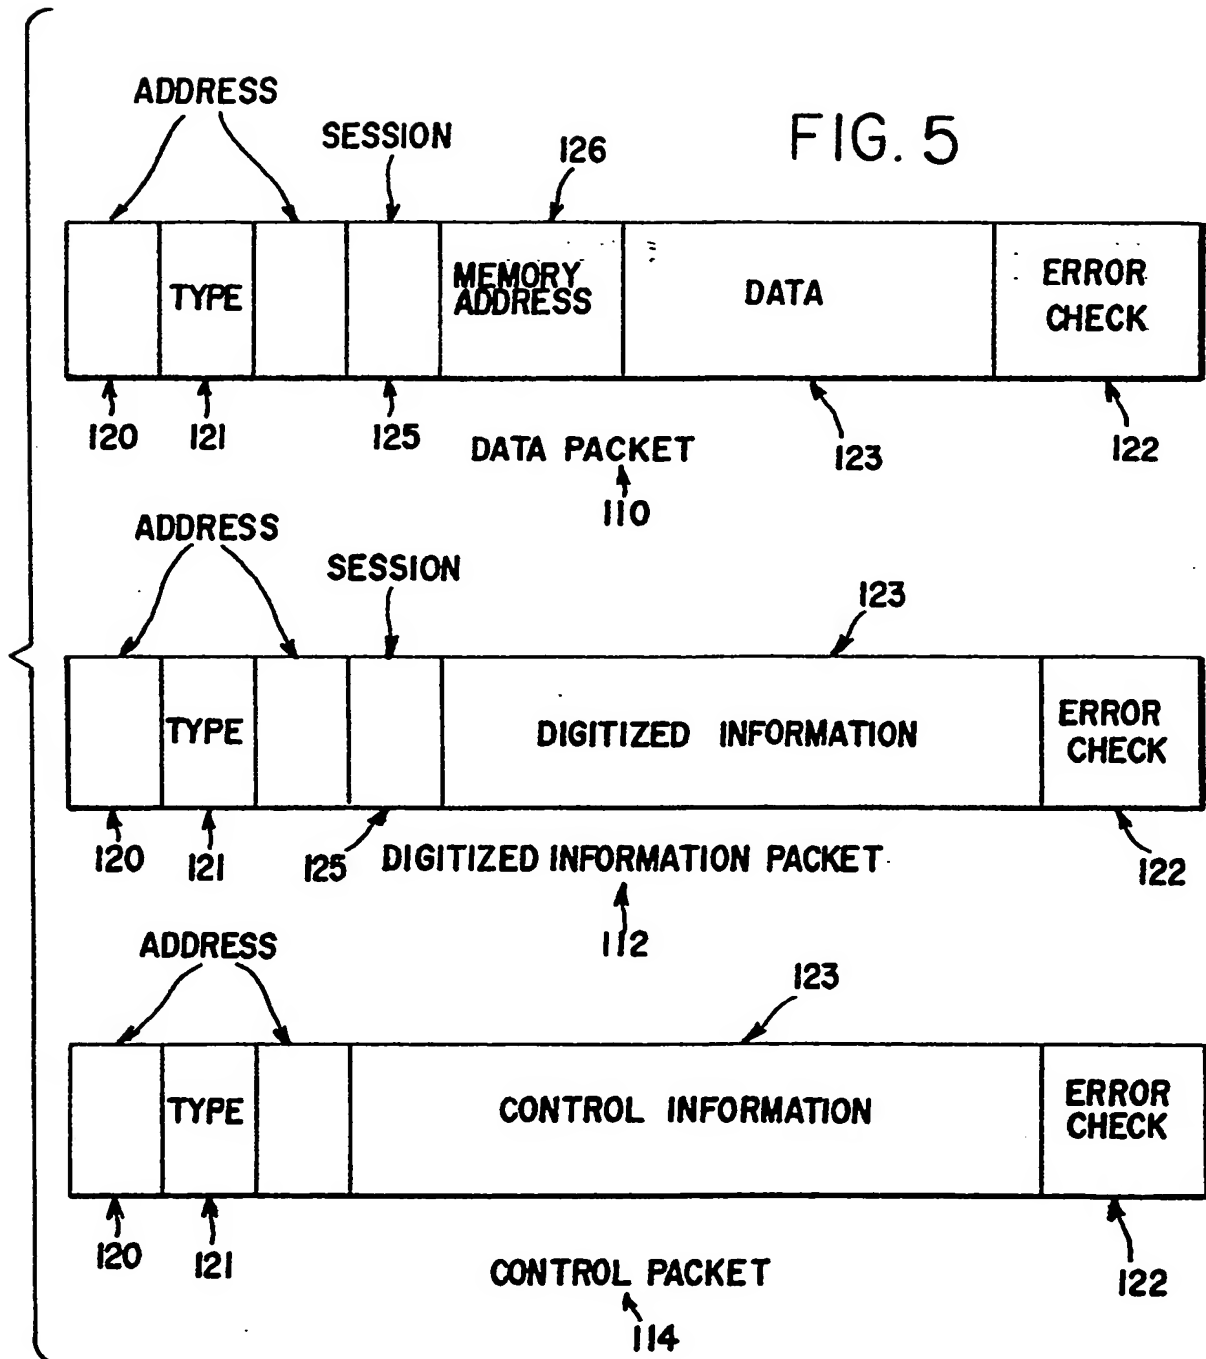 FIG. 5
ADDRESS
SESSION
126
TYPE
MEMORY
ADDRESS
DATA
ERROR
CHECK
120
121
125
DATA PACKET
110
123
122
ADDRESS
SESSION
123
TYPE
DIGITIZED INFORMATION
ERROR
CHECK
120
121
125
DIGITIZED INFORMATION PACKET
112
122
ADDRESS
123
TYPE
CONTROL INFORMATION
ERROR
CHECK
120
121
CONTROL PACKET
114
122